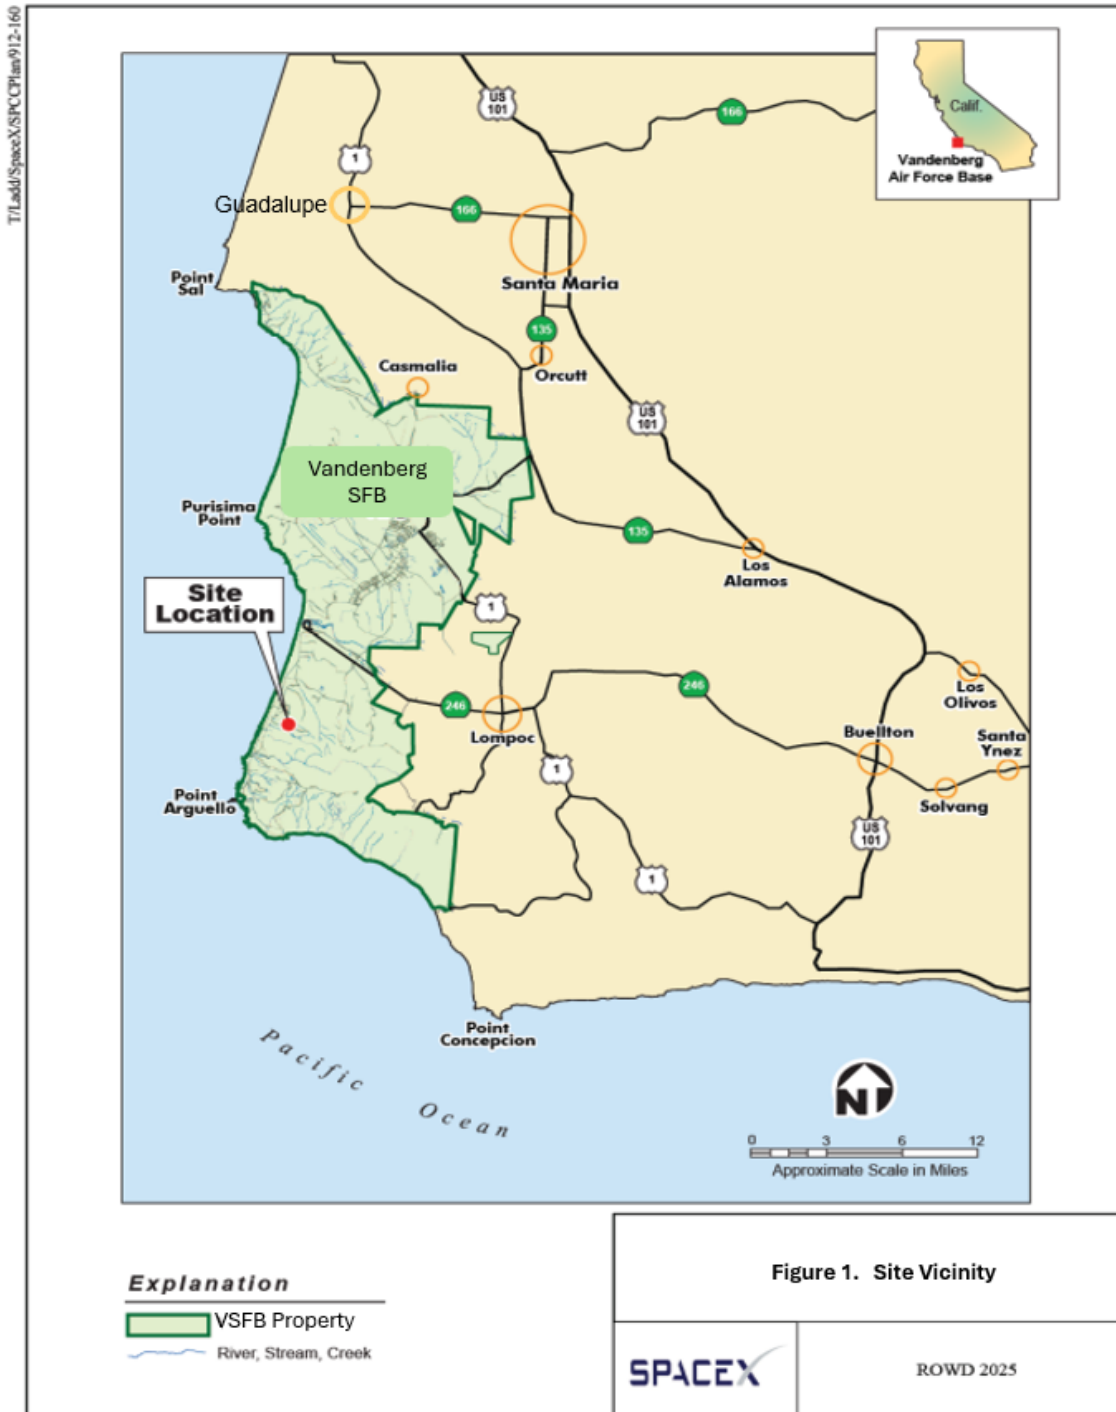 T/Ladd/SpaceX/SPCCPlan/912-160
Calif.
Vandenberg
Air Force Base
US
101
166
1
Guadalupe
166
Santa Maria
Point
Sal
135
Orcutt
Casmalia
US
101
Vandenberg
SFB
Purisima
Point
135
Los
Alamos
Site
Location
1
246
Lompoc
246
Los
Olivos
Buellton
Santa
Ynez
Solvang
1
Point
Arguello
US
101
1
Point
Concepcion
Pacific
Ocean
N
0 3 6 12
Approximate Scale in Miles
Explanation
VSFB Property
River, Stream, Creek
Figure 1. Site Vicinity
SPACEX
ROWD 2025